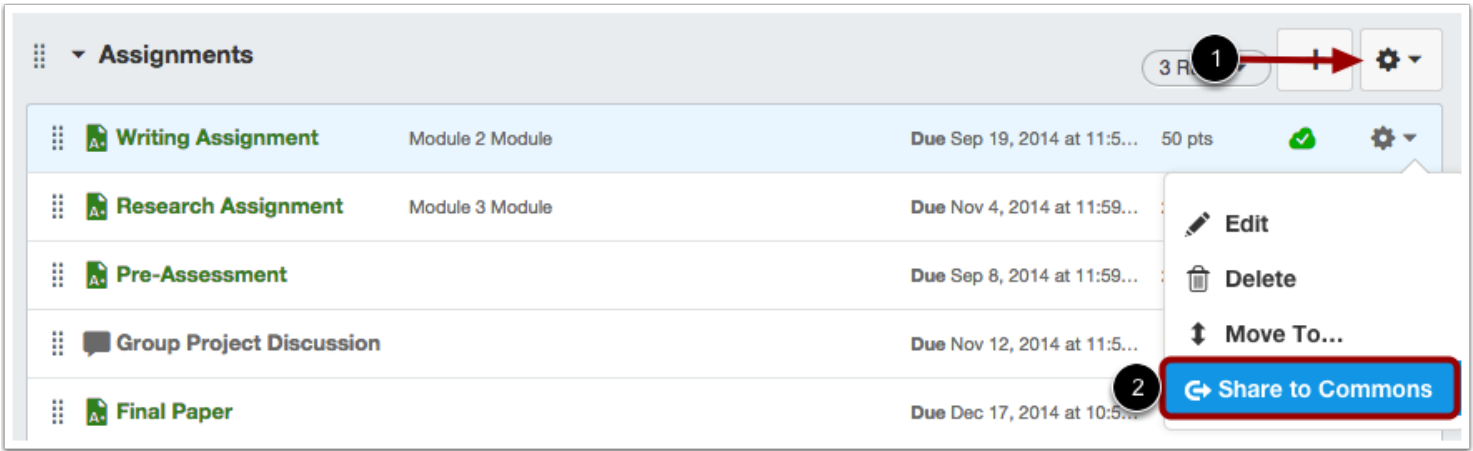 Assignments
3 R
1
Writing Assignment Module 2 Module Due Sep 19, 2014 at 11:5... 50 pts
Research Assignment Module 3 Module Due Nov 4, 2014 at 11:59...
Edit
Pre-Assessment Due Sep 8, 2014 at 11:59...
Delete
Group Project Discussion Due Nov 12, 2014 at 11:5...
Move To...
2 Share to Commons
Final Paper Due Dec 17, 2014 at 10:5...